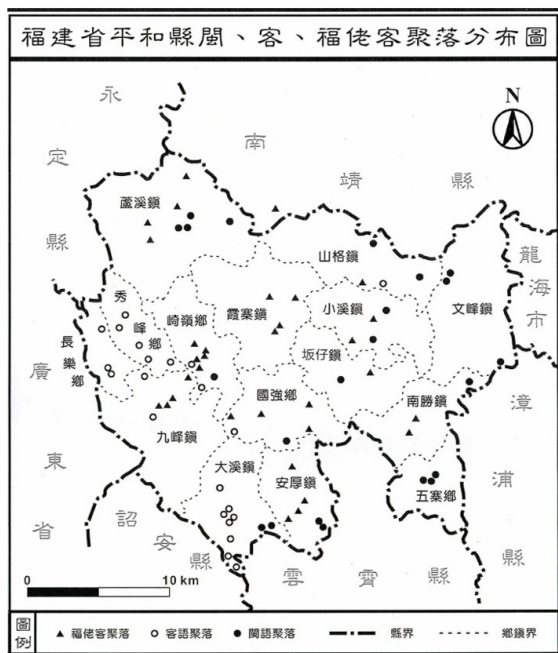 福建省平和縣閩、客、福佬客聚落分布圖
永定縣
南靖縣
N
龍海市
漳浦縣
雲霄縣
詔安縣
廣東省
蘆溪鎮
山格鎮
文峰鎮
秀峰鄉
崎嶺鄉
霞寨鎮
小溪鎮
長樂鄉
坂仔鎮
國強鄉
南勝鎮
九峰鎮
大溪鎮
安厚鎮
五寨鄉
0 10 km
圖例 ▲ 福佬客聚落 ○ 客語聚落 ● 閩語聚落 縣界 鄉鎮界